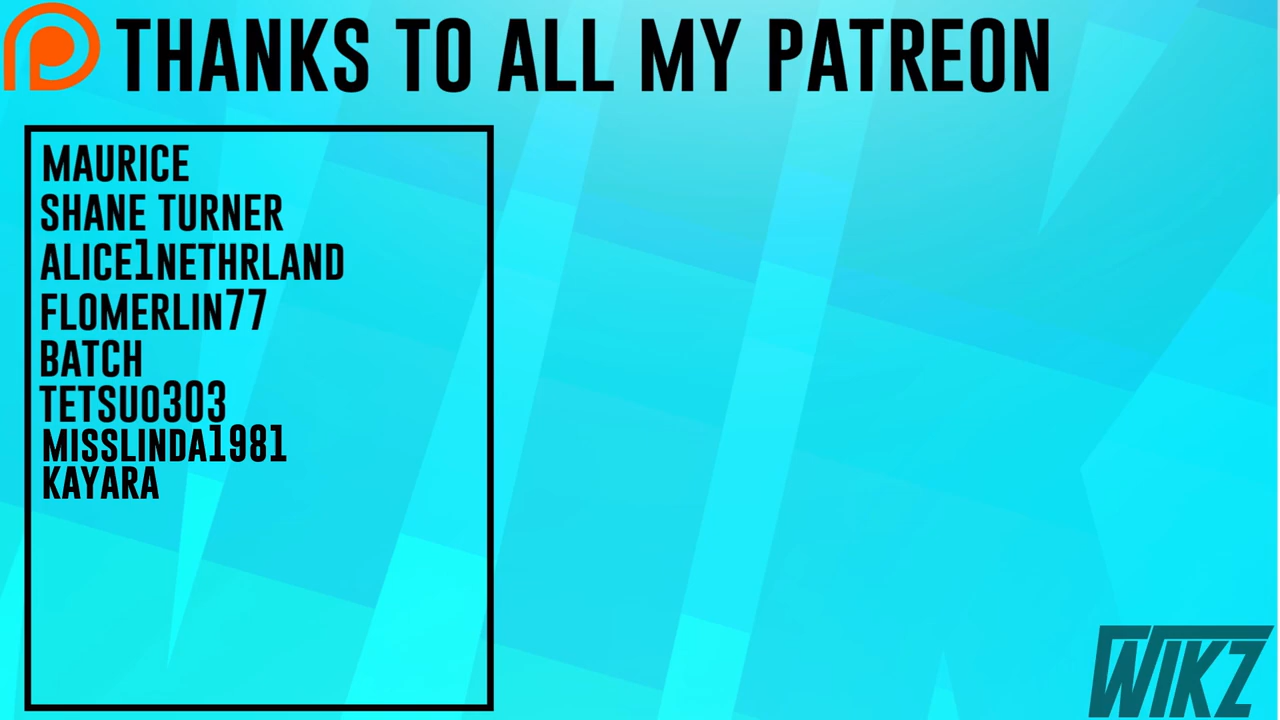 THANKS TO ALL MY PATREON
MAURICE
SHANE TURNER
ALICE1NETHRLAND
FLOMERLIN77
BATCH
TETSUO303
MISSLINDA1981
KAYARA
WIKZ